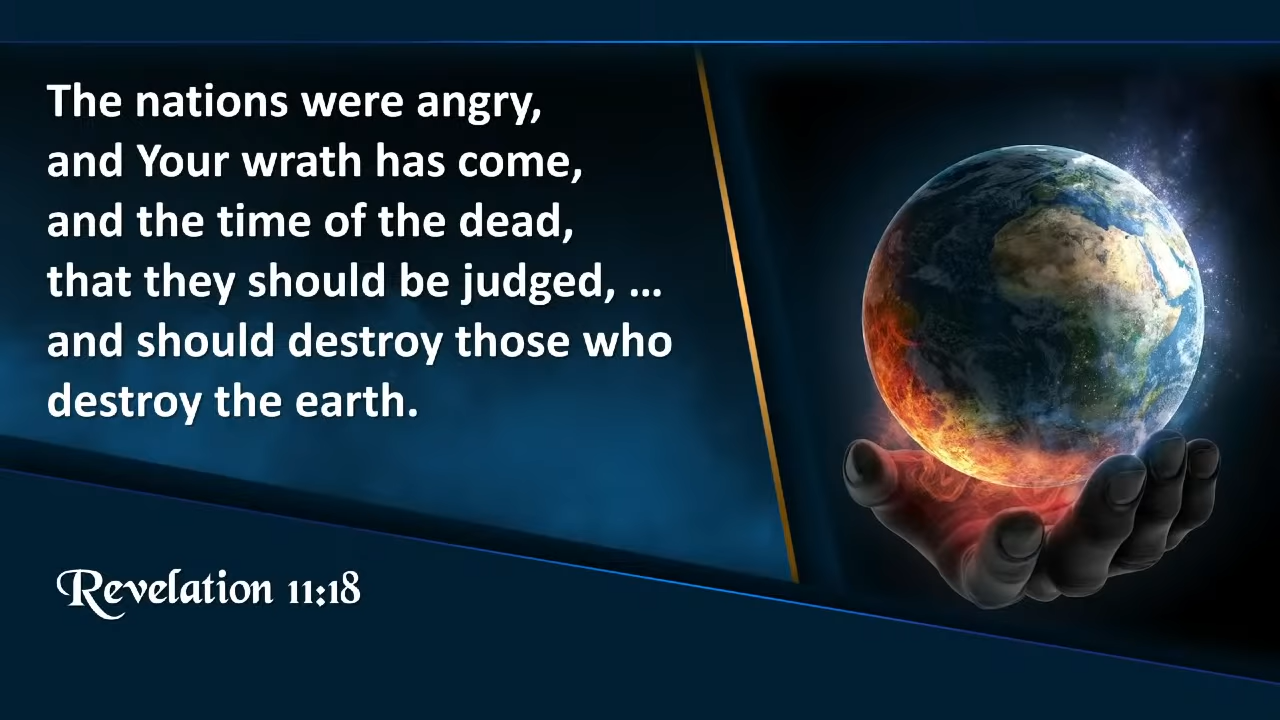 The nations were angry,
and Your wrath has come,
and the time of the dead,
that they should be judged, ...
and should destroy those who
destroy the earth.
Revelation 11:18